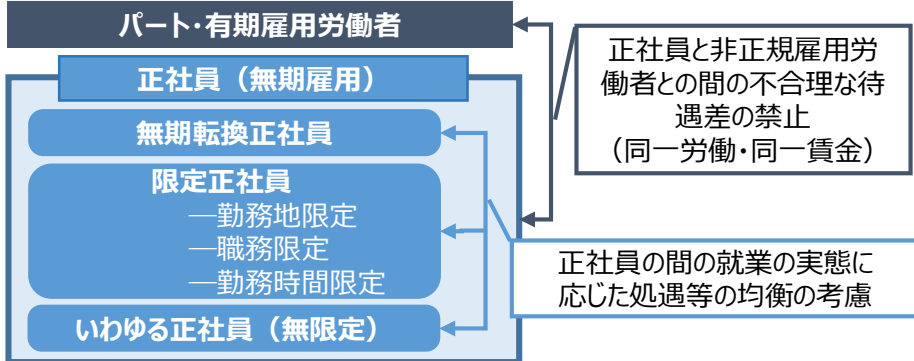 パート・有期雇用労働者
正社員（無期雇用）
無期転換正社員
限定正社員
―勤務地限定
―職務限定
―勤務時間限定
いわゆる正社員（無限定）
正社員と非正規雇用労
働者との間の不合理な待
遇差の禁止
（同一労働・同一賃金）
正社員の間の就業の実態に
応じた処遇等の均衡の考慮